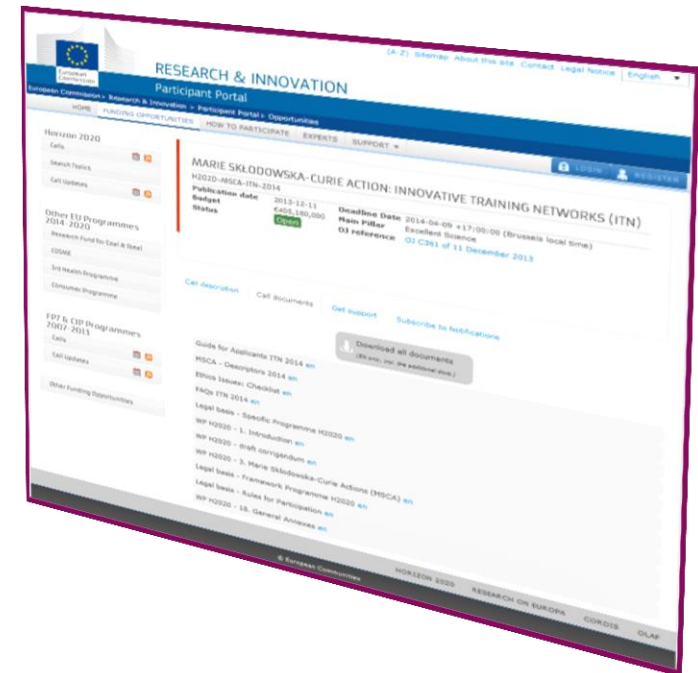 (A-Z) Sitemap About this site Contact Legal Notice English
European Commission
RESEARCH & INNOVATION
Participant Portal
European Commission > Research & Innovation > Participant Portal > Opportunities
HOME FUNDING OPPORTUNITIES HOW TO PARTICIPATE EXPERTS SUPPORT
LOGIN REGISTER
Horizon 2020
Calls
Search Topics
Call Updates
Other EU Programmes
2014-2020
Research Fund for Coal & Steel
COSME
3rd Health Programme
Consumer Programme
FP7 & CIP Programmes
2007-2013
Calls
Call Updates
Other Funding Opportunities
MARIE SKŁODOWSKA-CURIE ACTION: INNOVATIVE TRAINING NETWORKS (ITN)
H2020-MSCA-ITN-2014
Publication date 2013-12-11 Deadline Date 2014-04-09 +17:00:00 (Brussels local time)
Budget €405,180,000 Main Pillar Excellent Science
Status Open OJ reference OJ C361 of 11 December 2013
Call description Call documents Get support Subscribe to Notifications
Download all documents
Guide for Applicants ITN 2014 en
MSCA - Descriptors 2014 en
Ethics Issues: Checklist en
FAQs ITN 2014 en
Legal basis - Specific Programme H2020 en
WP H2020 - 1. Introduction en
WP H2020 - draft corrigendum en
WP H2020 - 3. Marie Sklodowska-Curie Actions (MSCA) en
Legal basis - Framework Programme H2020 en
Legal basis - Rules for Participation en
WP H2020 - 18. General Annexes en
© European Communities
HORIZON 2020 RESEARCH ON EUROPA CORDIS OLAF